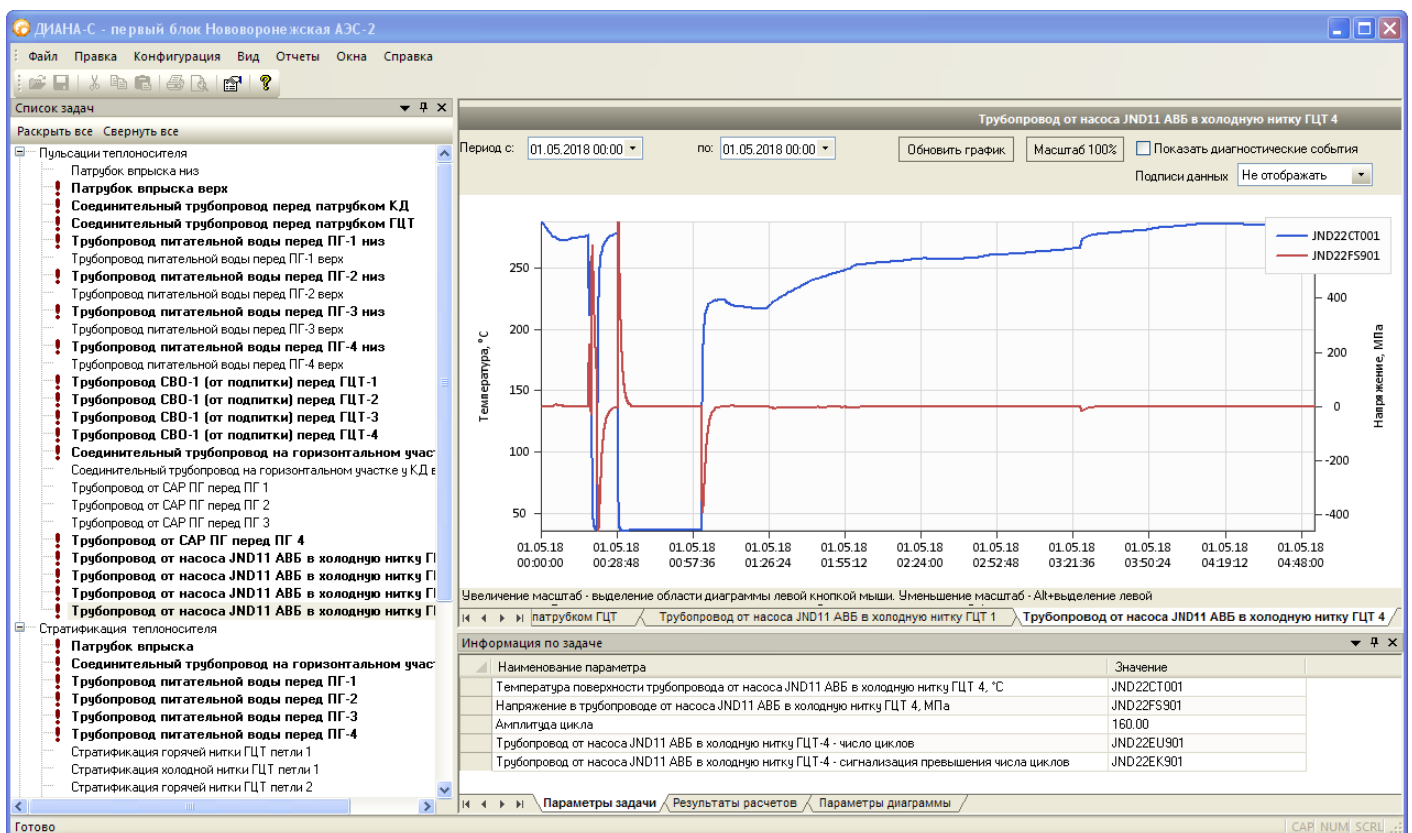 ДИАНА-С - первый блок Нововоронежская АЭС-2
Файл Правка Конфигурация Вид Отчеты Окна Справка
Список задач
Раскрыть все Свернуть все
Пульсации теплоносителя
Патрубок впрыска низ
Патрубок впрыска верх
Соединительный трубопровод перед патрубком КД
Соединительный трубопровод перед патрубком ГЦТ
Трубопровод питательной воды перед ПГ-1 низ
Трубопровод питательной воды перед ПГ-1 верх
Трубопровод питательной воды перед ПГ-2 низ
Трубопровод питательной воды перед ПГ-2 верх
Трубопровод питательной воды перед ПГ-3 низ
Трубопровод питательной воды перед ПГ-3 верх
Трубопровод питательной воды перед ПГ-4 низ
Трубопровод питательной воды перед ПГ-4 верх
Трубопровод СВО-1 (от подпитки) перед ГЦТ-1
Трубопровод СВО-1 (от подпитки) перед ГЦТ-2
Трубопровод СВО-1 (от подпитки) перед ГЦТ-3
Трубопровод СВО-1 (от подпитки) перед ГЦТ-4
Соединительный трубопровод на горизонтальном учас
Соединительный трубопровод на горизонтальном участке у КД в
Трубопровод от САР ПГ перед ПГ 1
Трубопровод от САР ПГ перед ПГ 2
Трубопровод от САР ПГ перед ПГ 3
Трубопровод от САР ПГ перед ПГ 4
Трубопровод от насоса JND11 АВБ в холодную нитку Г
Трубопровод от насоса JND11 АВБ в холодную нитку Г
Трубопровод от насоса JND11 АВБ в холодную нитку Г
Трубопровод от насоса JND11 АВБ в холодную нитку Г
Стратификация теплоносителя
Патрубок впрыска
Соединительный трубопровод на горизонтальном учас
Трубопровод питательной воды перед ПГ-1
Трубопровод питательной воды перед ПГ-2
Трубопровод питательной воды перед ПГ-3
Трубопровод питательной воды перед ПГ-4
Стратификация горячей нитки ГЦТ петли 1
Стратификация холодной нитки ГЦТ петли 1
Стратификация горячей нитки ГЦТ петли 2
Трубопровод от насоса JND11 АВБ в холодную нитку ГЦТ 4
Период с: 01.05.2018 00:00 по: 01.05.2018 00:00 Обновить график Масштаб 100% Показать диагностические события
Подписи данных Не отображать
JND22CT001
JND22FS901
Температура, °C
250
200
150
100
50
400
200
0
-200
-400
Напряжение, МПа
01.05.18 01.05.18 01.05.18 01.05.18 01.05.18 01.05.18 01.05.18 01.05.18 01.05.18 01.05.18 01.05.18
00:00:00 00:28:48 00:57:36 01:26:24 01:55:12 02:24:00 02:52:48 03:21:36 03:50:24 04:19:12 04:48:00
Увеличение масштаб - выделение области диаграммы левой кнопкой мыши. Уменьшение масштаб - Alt+выделение левой
патрубком ГЦТ Трубопровод от насоса JND11 АВБ в холодную нитку ГЦТ 1 Трубопровод от насоса JND11 АВБ в холодную нитку ГЦТ 4
Информация по задаче
Наименование параметра Значение
Температура поверхности трубопровода от насоса JND11 АВБ в холодную нитку ГЦТ 4, °C JND22CT001
Напряжение в трубопроводе от насоса JND11 АВБ в холодную нитку ГЦТ 4, МПа JND22FS901
Амплитуда цикла 160.00
Трубопровод от насоса JND11 АВБ в холодную нитку ГЦТ-4 - число циклов JND22EU901
Трубопровод от насоса JND11 АВБ в холодную нитку ГЦТ-4 - сигнализация превышения числа циклов JND22EK901
Параметры задачи Результаты расчетов Параметры диаграммы
Готово CAP NUM SCRL